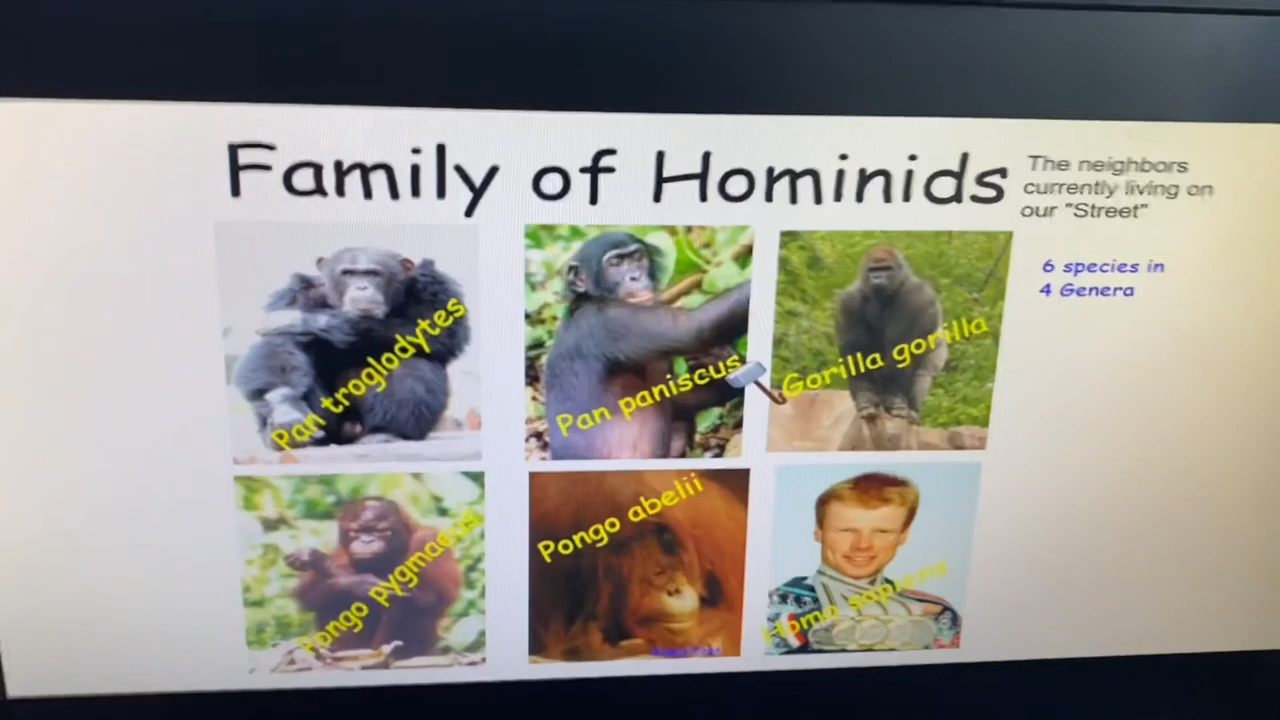 Family of Hominids
The neighbors
currently living on
our "Street"
6 species in
4 Genera
Pan troglodytes
Pan paniscus
Gorilla gorilla
Pongo pygmaeus
Pongo abelii
Homo sapiens